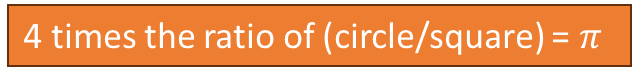 4 times the ratio of (circle/square) = π